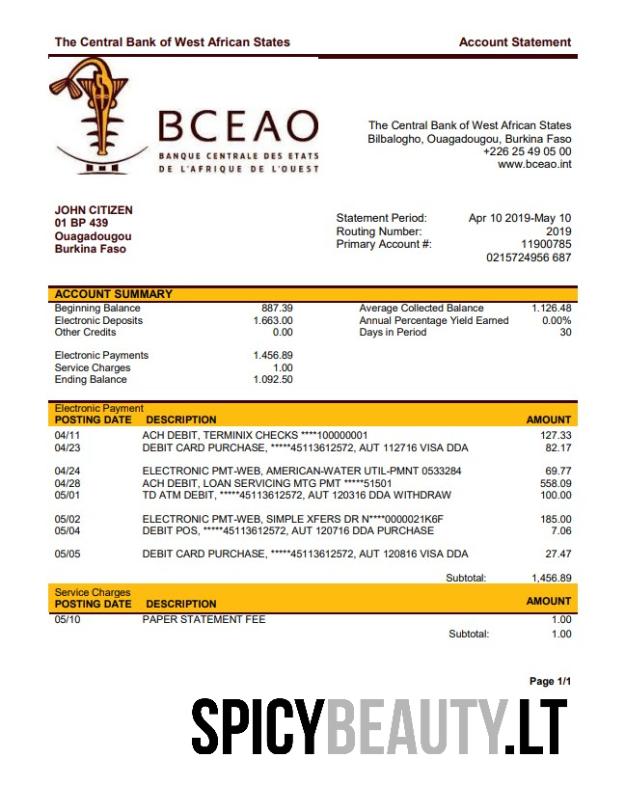 The Central Bank of West African States Account Statement
BCEAO
BANQUE CENTRALE DES ETATS
DE L'AFRIQUE DE L'OUEST
The Central Bank of West African States
Bilbalogho, Ouagadougou, Burkina Faso
+226 25 49 05 00
www.bceao.int
JOHN CITIZEN
01 BP 439
Ouagadougou
Burkina Faso
Statement Period: Apr 10 2019-May 10
Routing Number: 2019
Primary Account #: 11900785
0215724956 687
ACCOUNT SUMMARY
Beginning Balance 887.39 Average Collected Balance 1.126.48
Electronic Deposits 1.663.00 Annual Percentage Yield Earned 0.00%
Other Credits 0.00 Days in Period 30
Electronic Payments 1.456.89
Service Charges 1.00
Ending Balance 1.092.50
Electronic Payment
POSTING DATE DESCRIPTION AMOUNT
04/11 ACH DEBIT, TERMINIX CHECKS ****100000001 127.33
04/23 DEBIT CARD PURCHASE, *****45113612572, AUT 112716 VISA DDA 82.17
04/24 ELECTRONIC PMT-WEB, AMERICAN-WATER UTIL-PMNT 0533284 69.77
04/28 ACH DEBIT, LOAN SERVICING MTG PMT *****51501 558.09
05/01 TD ATM DEBIT, *****45113612572, AUT 120316 DDA WITHDRAW 100.00
05/02 ELECTRONIC PMT-WEB, SIMPLE XFERS DR N****0000021K6F 185.00
05/04 DEBIT POS, *****45113612572, AUT 120716 DDA PURCHASE 7.06
05/05 DEBIT CARD PURCHASE, *****45113612572, AUT 120816 VISA DDA 27.47
Subtotal: 1,456.89
Service Charges
POSTING DATE DESCRIPTION AMOUNT
05/10 PAPER STATEMENT FEE 1.00
Subtotal: 1.00
Page 1/1
SPICYBEAUTY.LT